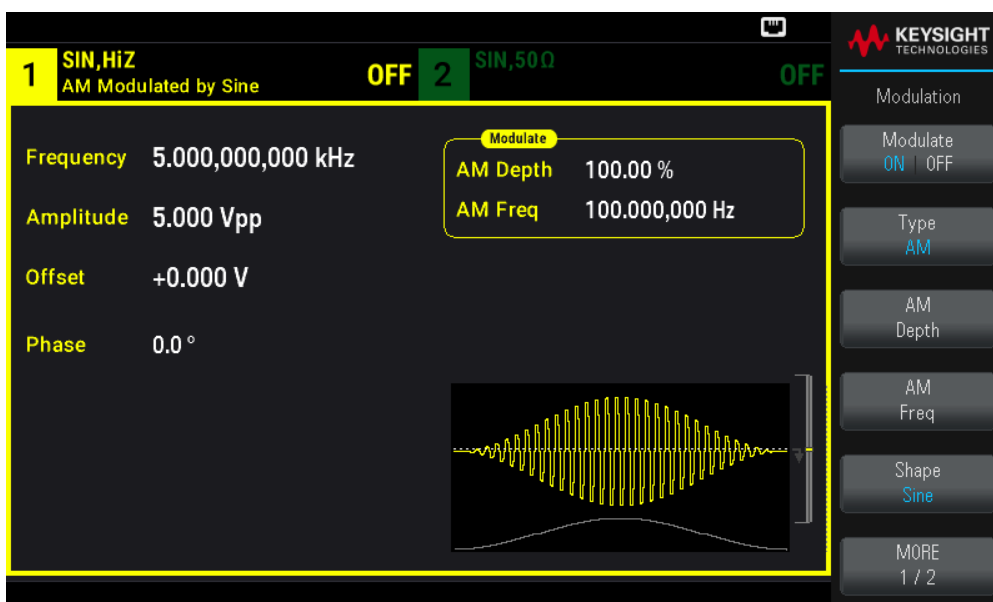 KEYSIGHT
TECHNOLOGIES
1
SIN,HiZ
AM Modulated by Sine
OFF
2
SIN,50Ω
OFF
Frequency 5.000,000,000 kHz
Amplitude 5.000 Vpp
Offset +0.000 V
Phase 0.0 °
Modulate
AM Depth 100.00 %
AM Freq 100.000,000 Hz
Modulation
Modulate
ON | OFF
Type
AM
AM
Depth
AM
Freq
Shape
Sine
MORE
1 / 2